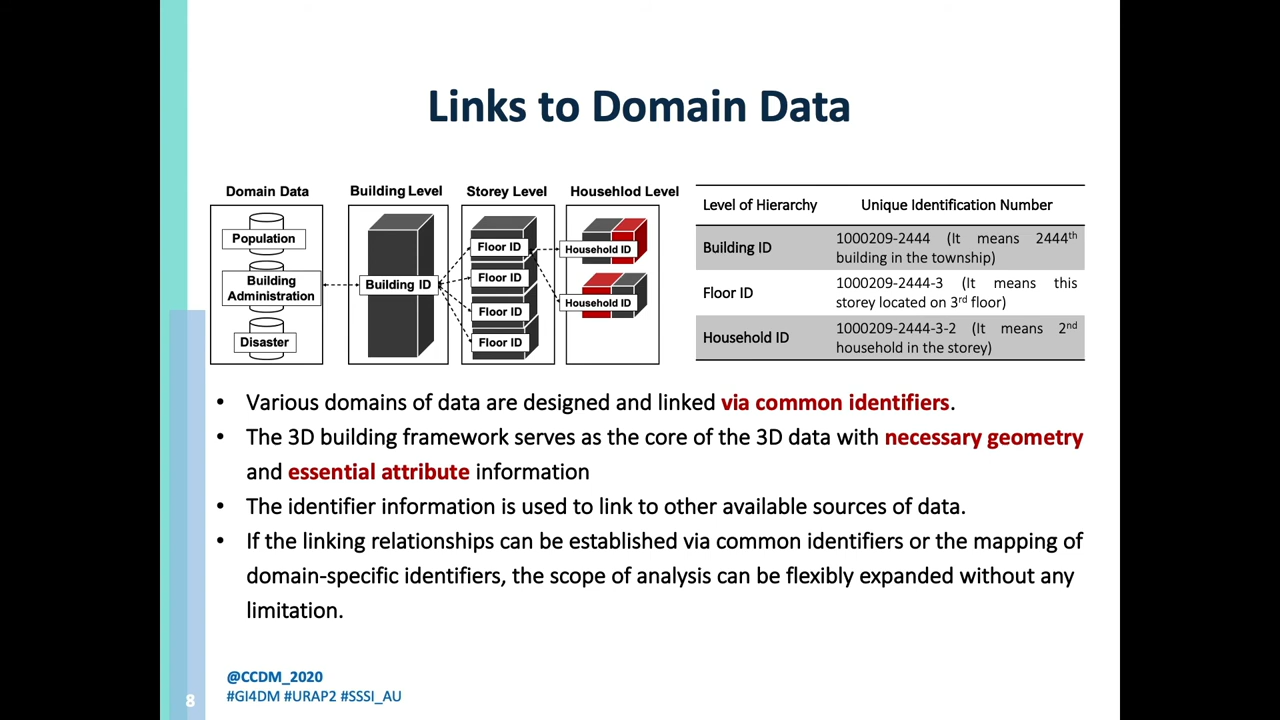 Links to Domain Data
Domain Data
Building Level
Storey Level
Househlod Level
Population
Building
Administration
Disaster
Building ID
Floor ID
Floor ID
Floor ID
Floor ID
Household ID
Household ID
Level of Hierarchy
Unique Identification Number
Building ID
1000209-2444 (It means 2444th
building in the township)
Floor ID
1000209-2444-3 (It means this
storey located on 3rd floor)
Household ID
1000209-2444-3-2 (It means 2nd
household in the storey)
• Various domains of data are designed and linked via common identifiers.
• The 3D building framework serves as the core of the 3D data with necessary geometry
and essential attribute information
• The identifier information is used to link to other available sources of data.
• If the linking relationships can be established via common identifiers or the mapping of
domain-specific identifiers, the scope of analysis can be flexibly expanded without any
limitation.
@CCDM_2020
#GI4DM #URAP2 #SSSI_AU
8